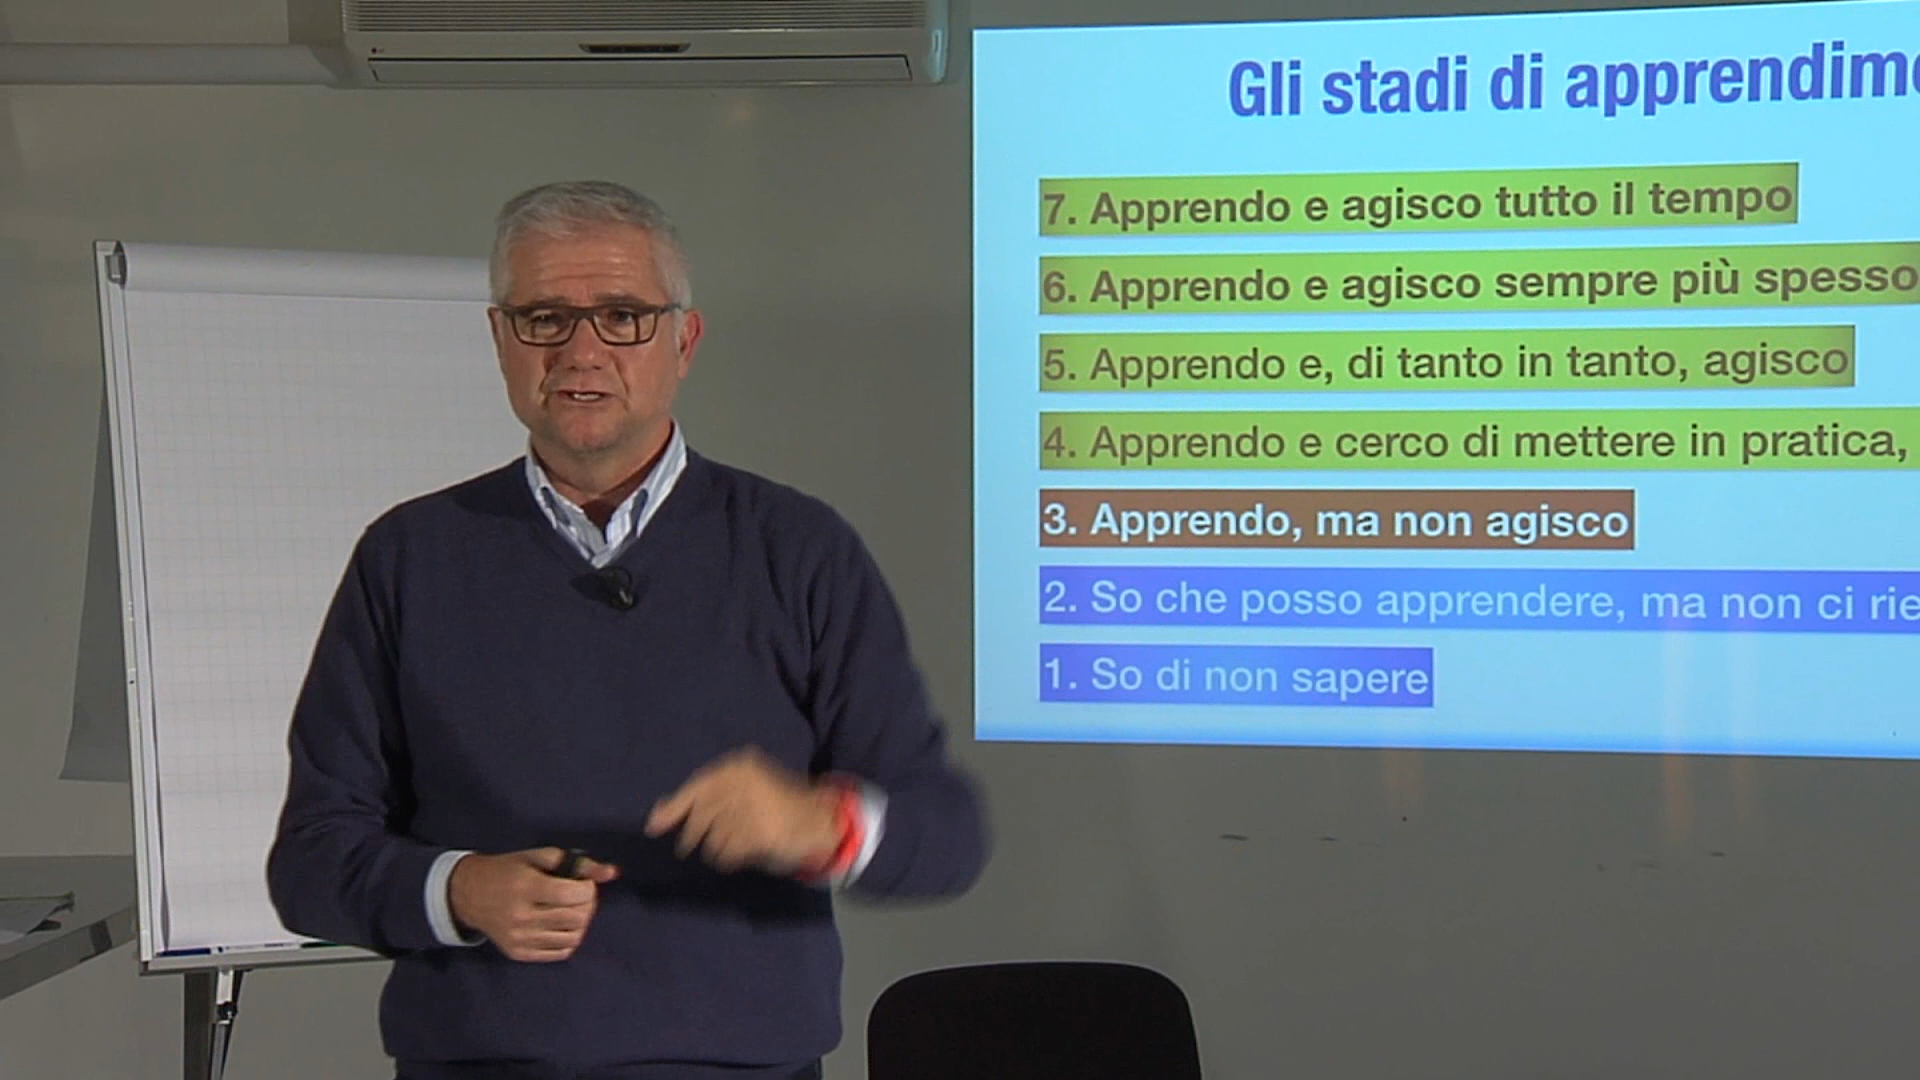 Gli stadi di apprendim
7. Apprendo e agisco tutto il tempo
6. Apprendo e agisco sempre più spesso
5. Apprendo e, di tanto in tanto, agisco
4. Apprendo e cerco di mettere in pratica,
3. Apprendo, ma non agisco
2. So che posso apprendere, ma non ci rie
1. So di non sapere